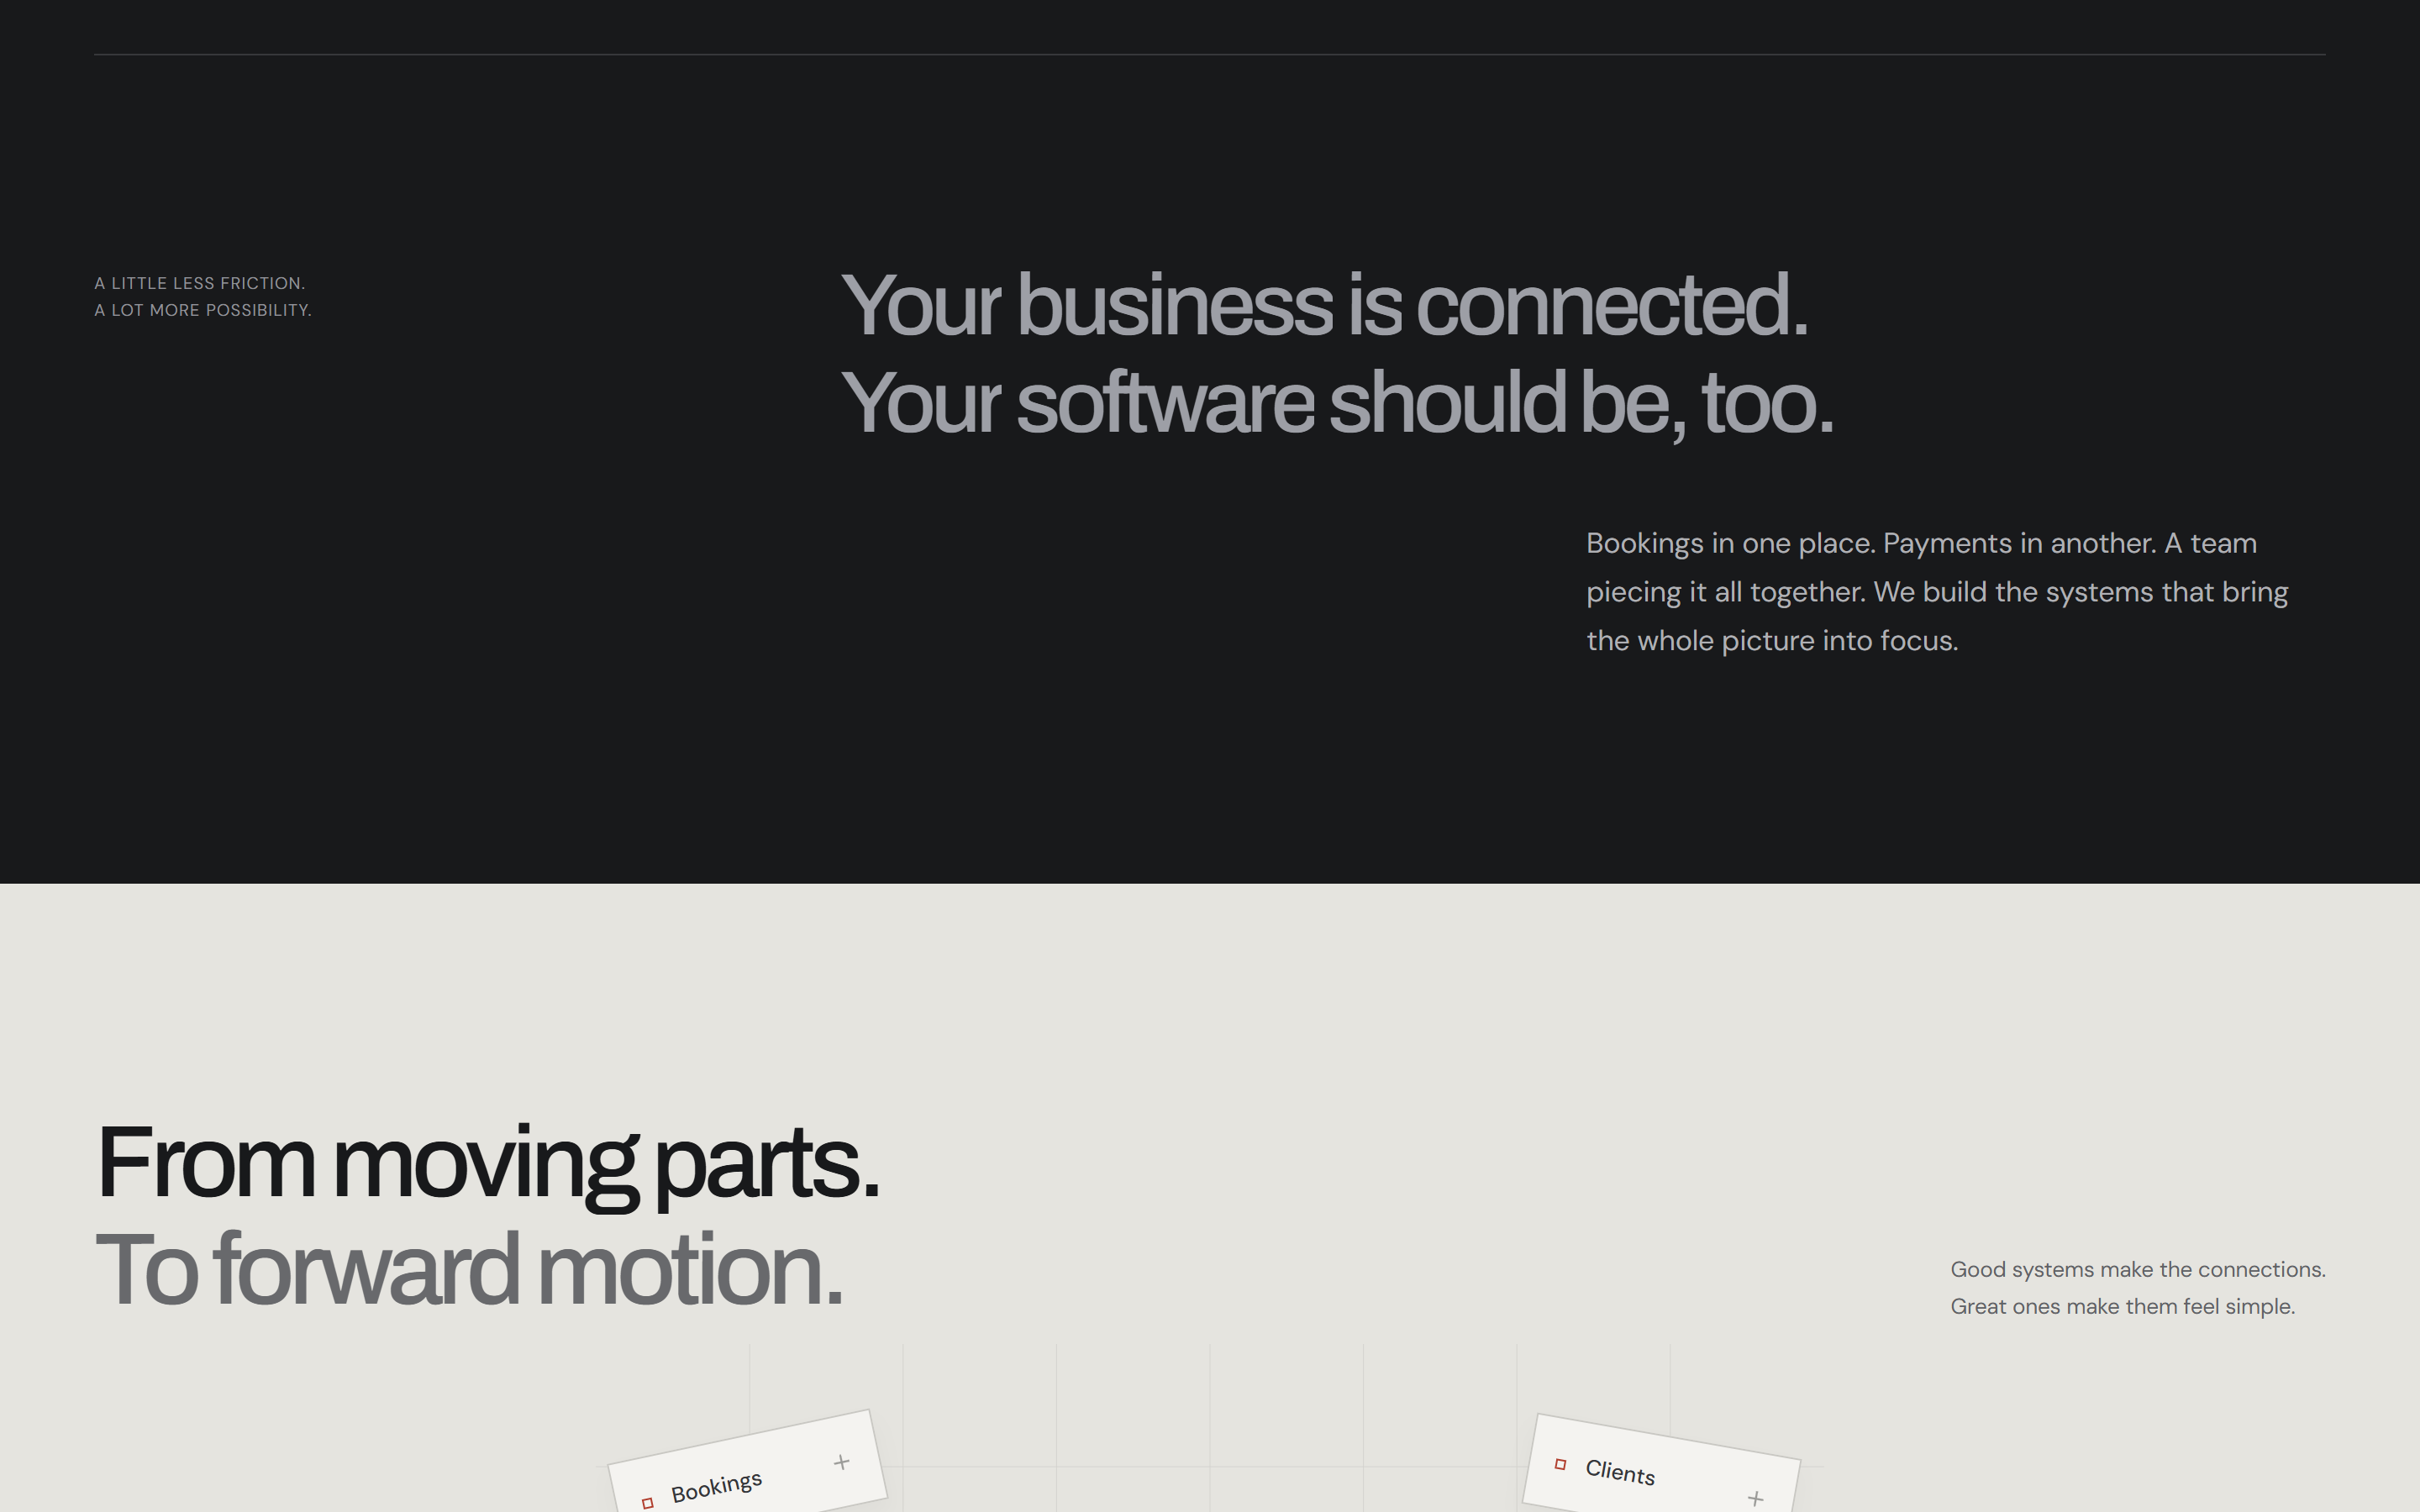 A LITTLE LESS FRICTION.
A LOT MORE POSSIBILITY.
Your business is connected.
Your software should be, too.
Bookings in one place. Payments in another. A team
piecing it all together. We build the systems that bring
the whole picture into focus.
From moving parts.
To forward motion.
Good systems make the connections.
Great ones make them feel simple.
Bookings
Clients